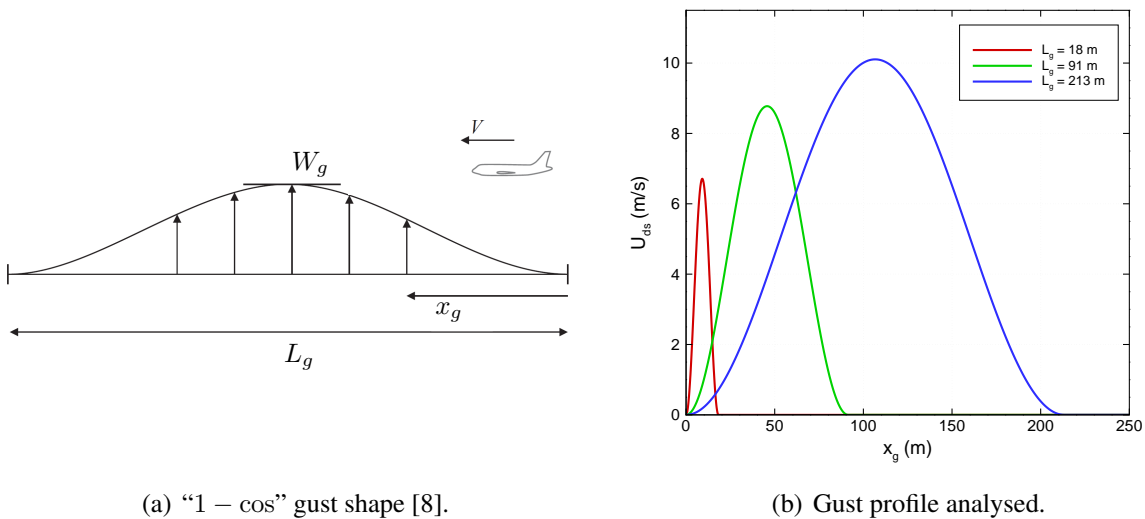 V
W_g
x_g
L_g
U_ds (m/s)
10
8
6
4
2
0
0 50 100 150 200 250
x_g (m)
L_g = 18 m
L_g = 91 m
L_g = 213 m
(a) “1 − cos” gust shape [8].
(b) Gust profile analysed.